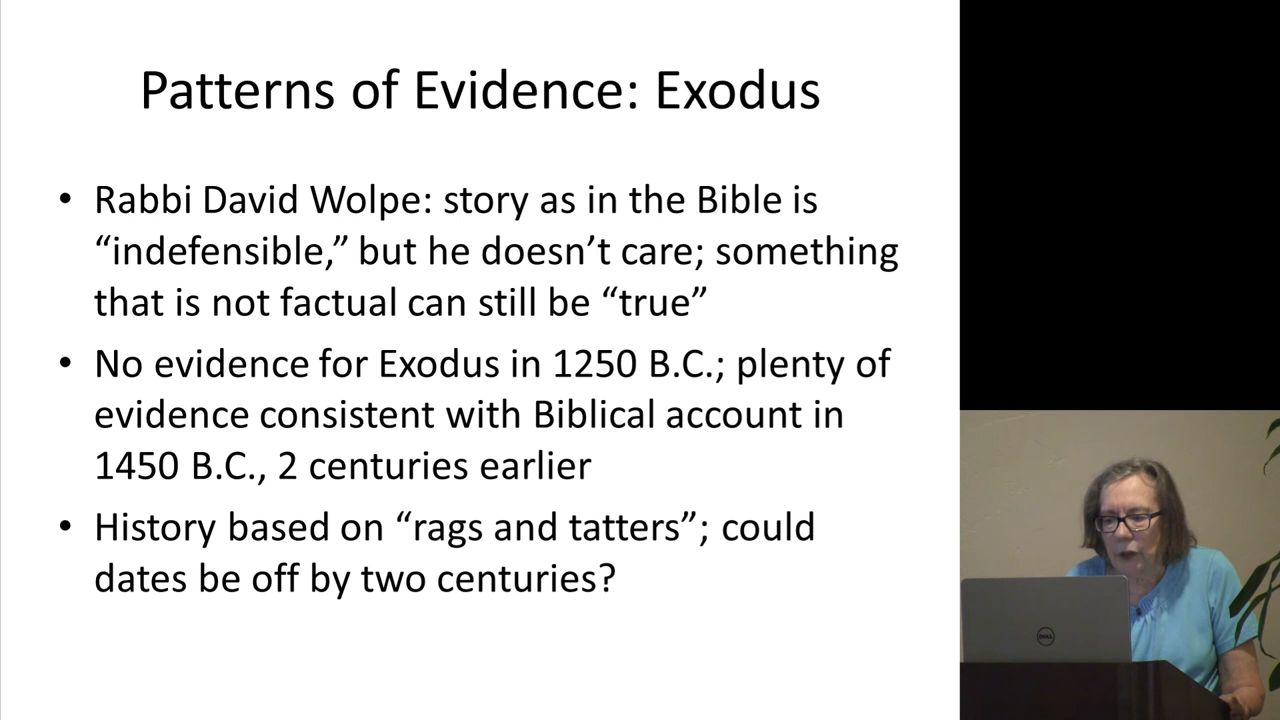 Patterns of Evidence: Exodus
• Rabbi David Wolpe: story as in the Bible is
“indefensible,” but he doesn’t care; something
that is not factual can still be “true”
• No evidence for Exodus in 1250 B.C.; plenty of
evidence consistent with Biblical account in
1450 B.C., 2 centuries earlier
• History based on “rags and tatters”; could
dates be off by two centuries?
DELL